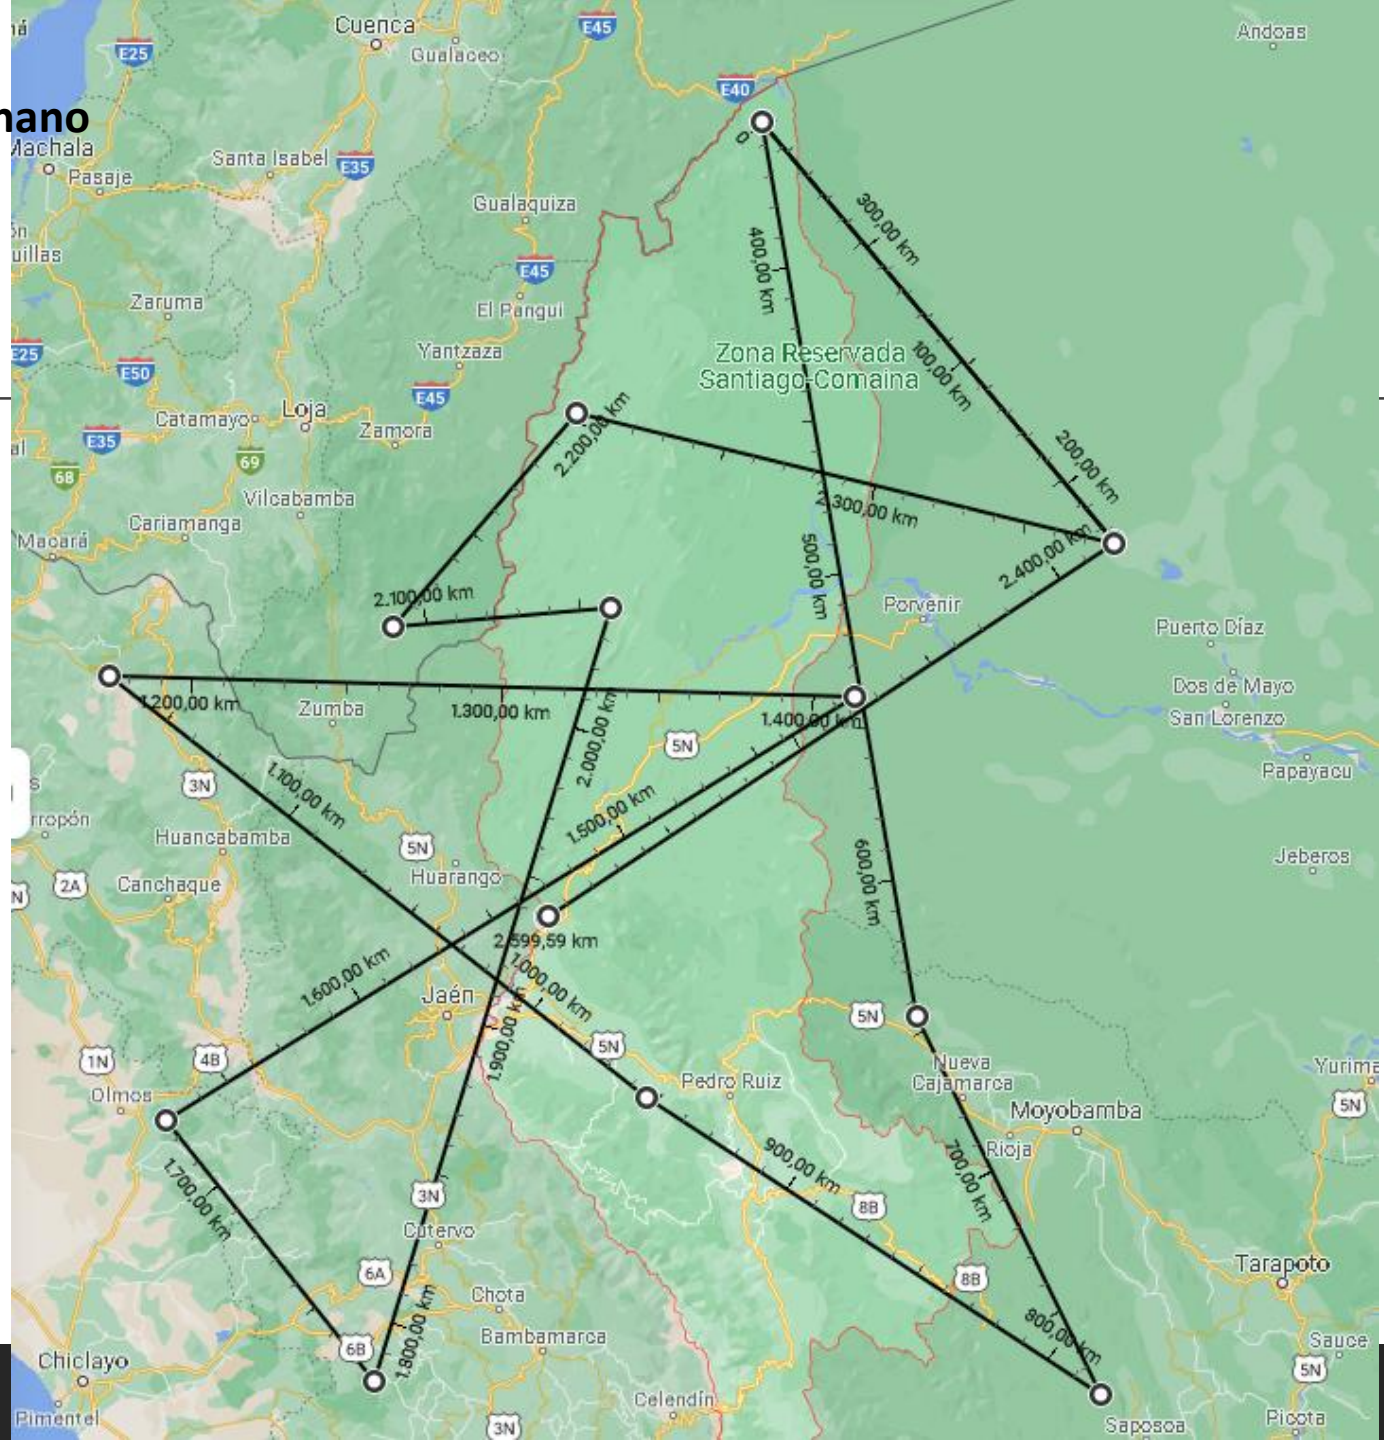 Cuenca
Gualaceo
E45
Andoas
E25
E40
nano
Machala
Pasaje
Santa Isabel
E35
0
Gualaquiza
300,00 km
400,00 km
uillas
E45
Zaruma
El Pangui
E25
E50
Yantzaza
Zona Reservada
Santiago-Comaina
100,00 km
E45
Catamayo
Loja
Zamora
E35
68
69
2.200,00 km
200,00 km
Vilcabamba
Cariamanga
Macará
2.300,00 km
500,00 km
2.400,00 km
2.100,00 km
Porvenir
Puerto Díaz
Dos de Mayo
San Lorenzo
1.200,00 km
Zumba
1.300,00 km
1.400,00 km
2.000,00 km
5N
Papayacu
3N
1.100,00 km
1.500,00 km
rropón
Huancabamba
5N
600,00 km
Jeberos
Huarango
2A
Canchaque
N
2.599,59 km
1.000,00 km
1.600,00 km
Jaén
1.900,00 km
5N
5N
1N
4B
Nueva
Cajamarca
Pedro Ruiz
Yurima
Olmos
Moyobamba
5N
Rioja
900,00 km
700,00 km
1.700,00 km
3N
8B
Cutervo
6A
8B
Tarapoto
Chota
1.800,00 km
800,00 km
Bambamarca
6B
Sauce
Chiclayo
5N
Celendín
Pimentel
3N
Saposoa
Picota